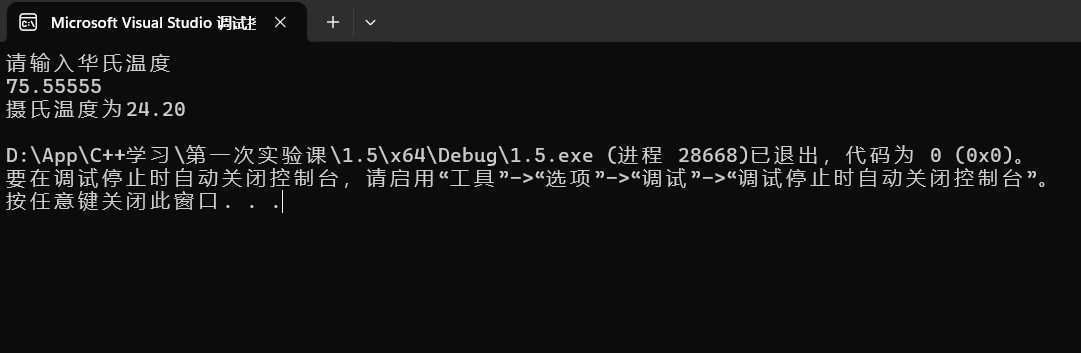 Microsoft Visual Studio 调试控
请输入华氏温度
75.55555
摄氏温度为24.20
D:\App\C++学习\第一次实验课\1.5\x64\Debug\1.5.exe (进程 28668)已退出，代码为 0 (0x0)。
要在调试停止时自动关闭控制台，请启用“工具”->“选项”->“调试”->“调试停止时自动关闭控制台”。
按任意键关闭此窗口. . .